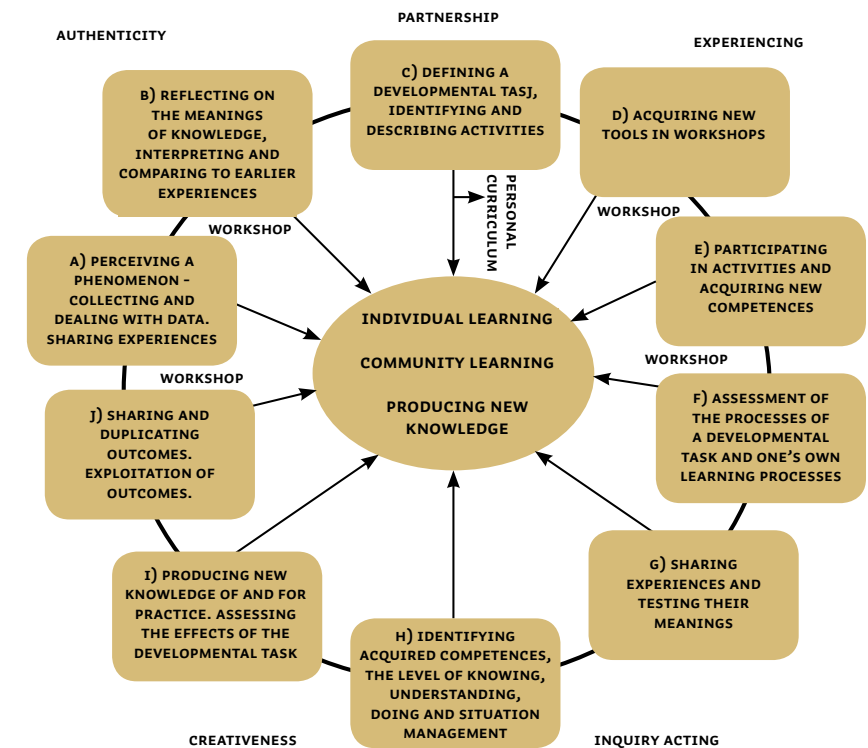 PARTNERSHIP
AUTHENTICITY
EXPERIENCING
C) DEFINING A
DEVELOPMENTAL TASJ,
IDENTIFYING AND
DESCRIBING ACTIVITIES
B) REFLECTING ON
THE MEANINGS
OF KNOWLEDGE,
INTERPRETING AND
COMPARING TO EARLIER
EXPERIENCES
D) ACQUIRING NEW
TOOLS IN WORKSHOPS
PERSONAL
CURRICULUM
WORKSHOP
WORKSHOP
A) PERCEIVING A
PHENOMENON -
COLLECTING AND
DEALING WITH DATA.
SHARING EXPERIENCES
E) PARTICIPATING
IN ACTIVITIES AND
ACQUIRING NEW
COMPETENCES
INDIVIDUAL LEARNING
COMMUNITY LEARNING
PRODUCING NEW
KNOWLEDGE
WORKSHOP
WORKSHOP
J) SHARING AND
DUPLICATING
OUTCOMES.
EXPLOITATION OF
OUTCOMES.
F) ASSESSMENT OF
THE PROCESSES OF
A DEVELOPMENTAL
TASK AND ONE'S OWN
LEARNING PROCESSES
I) PRODUCING NEW
KNOWLEDGE OF AND FOR
PRACTICE. ASSESSING
THE EFFECTS OF THE
DEVELOPMENTAL TASK
G) SHARING
EXPERIENCES AND
TESTING THEIR
MEANINGS
H) IDENTIFYING
ACQUIRED COMPETENCES,
THE LEVEL OF KNOWING,
UNDERSTANDING,
DOING AND SITUATION
MANAGEMENT
CREATIVENESS
INQUIRY ACTING